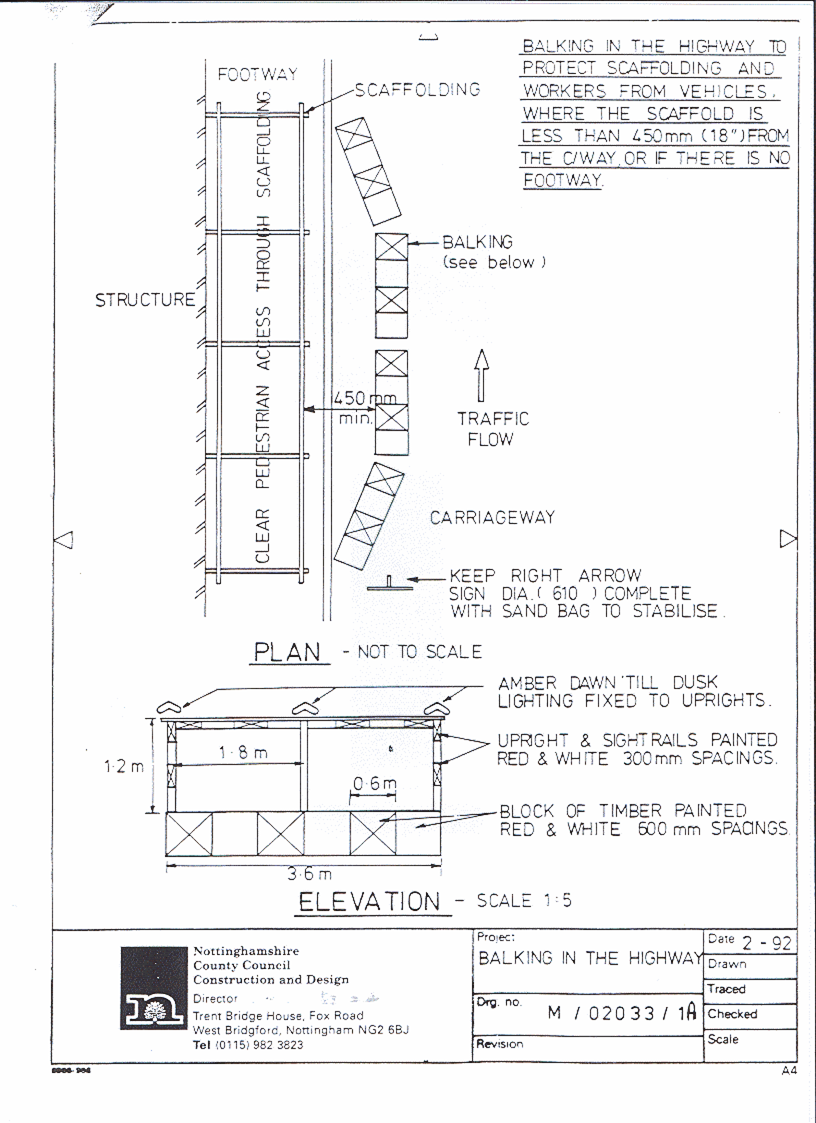 BALKING IN THE HIGHWAY TO
PROTECT SCAFFOLDING AND
WORKERS FROM VEHICLES,
WHERE THE SCAFFOLD IS
LESS THAN 450mm (18") FROM
THE C/WAY, OR IF THERE IS NO
FOOTWAY.
FOOTWAY
SCAFFOLDING
CLEAR PEDESTRIAN ACCESS THROUGH SCAFFOLDING
BALKING
(see below)
STRUCTURE
450 mm
min.
TRAFFIC
FLOW
CARRIAGEWAY
KEEP RIGHT ARROW
SIGN DIA.( 610 ) COMPLETE
WITH SAND BAG TO STABILISE.
PLAN - NOT TO SCALE
AMBER DAWN 'TILL DUSK
LIGHTING FIXED TO UPRIGHTS.
UPRIGHT & SIGHTRAILS PAINTED
RED & WHITE 300mm SPACINGS.
1·2 m
1·8 m
0·6m
BLOCK OF TIMBER PAINTED
RED & WHITE 600 mm SPACINGS.
3·6 m
ELEVATION - SCALE 1:5
Nottinghamshire
County Council
Construction and Design
Director
Trent Bridge House, Fox Road
West Bridgford, Nottingham NG2 6BJ
Tel (0115) 982 3823
Project:
BALKING IN THE HIGHWAY
Drg. no.
M / 02033 / 1A
Revision
Date 2 - 92
Drawn
Traced
Checked
Scale
A4